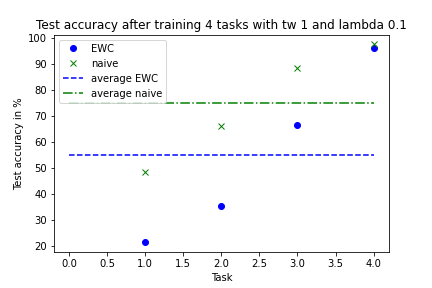 Test accuracy after training 4 tasks with tw 1 and lambda 0.1
100
90
80
70
60
50
40
30
20
Test accuracy in %
EWC
naive
average EWC
average naive
0.0 0.5 1.0 1.5 2.0 2.5 3.0 3.5 4.0
Task